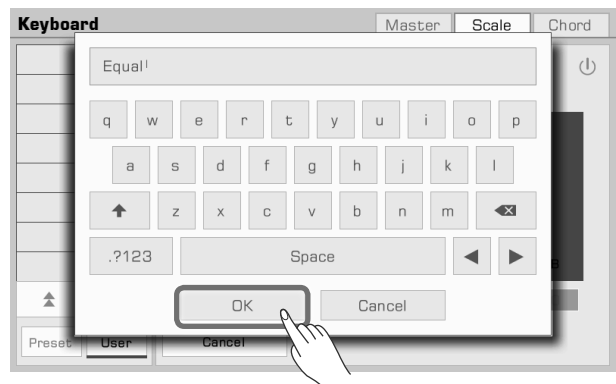 Keyboard Master Scale Chord
Equal
q w e r t y u i o p
a s d f g h j k l
z x c v b n m
.?123 Space
B
OK Cancel
Preset User Cancel